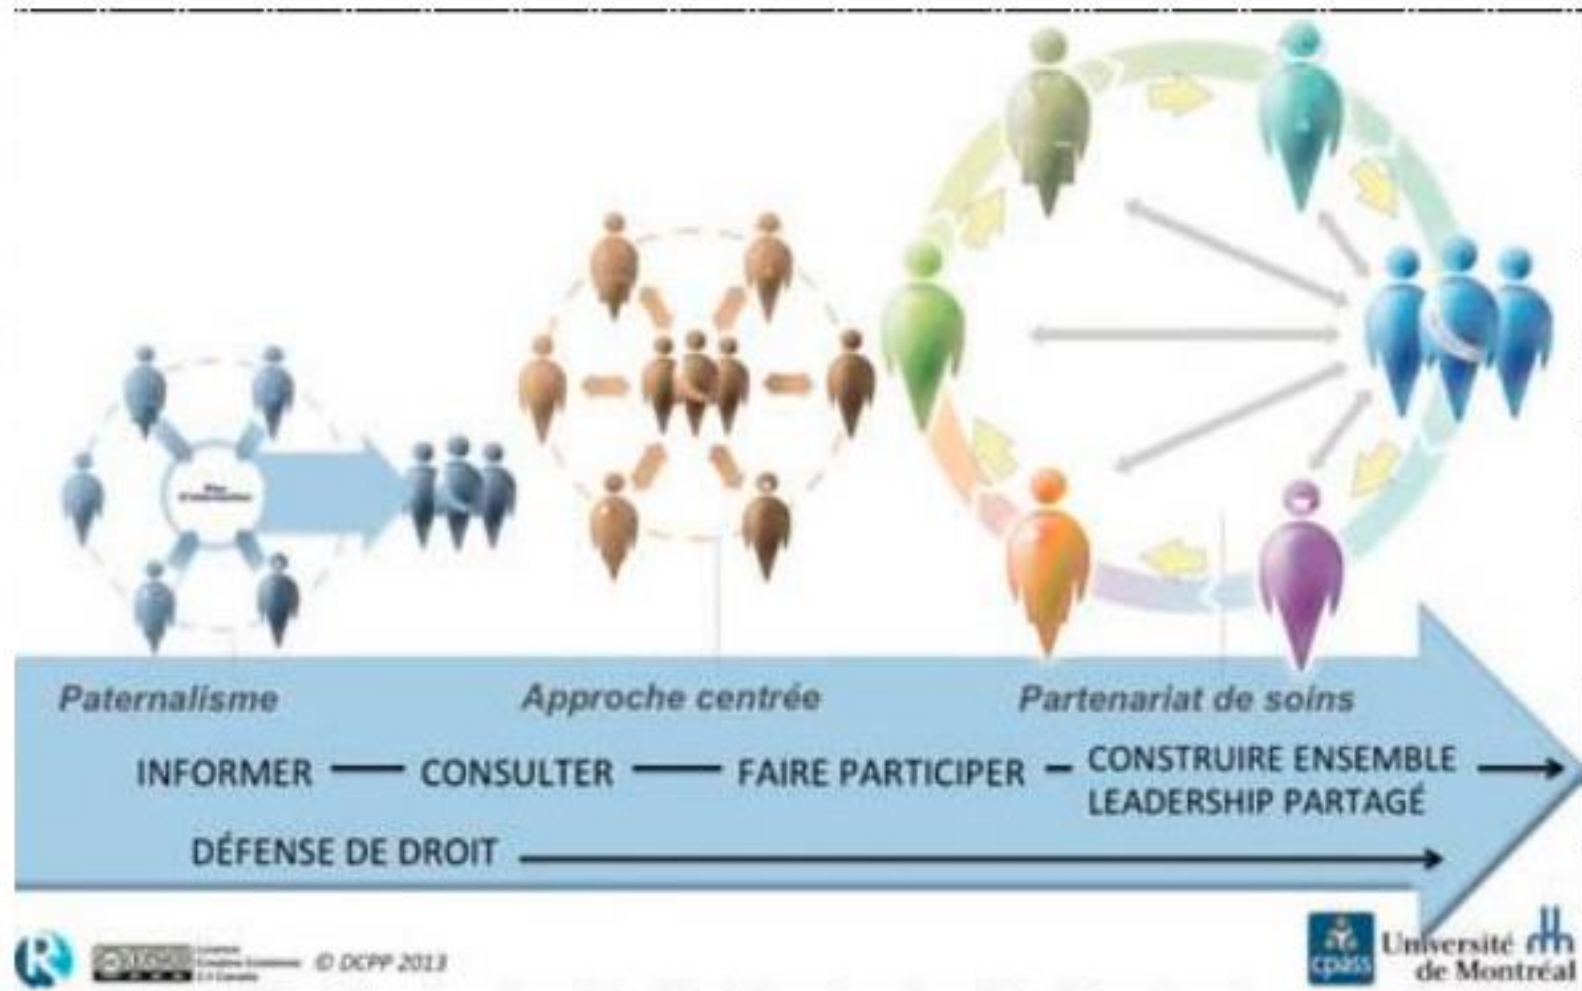 Paternalisme
Approche centrée
Partenariat de soins
INFORMER — CONSULTER — FAIRE PARTICIPER – CONSTRUIRE ENSEMBLE
LEADERSHIP PARTAGÉ
DÉFENSE DE DROIT
© DCPP 2013
cpass
Université
de Montréal